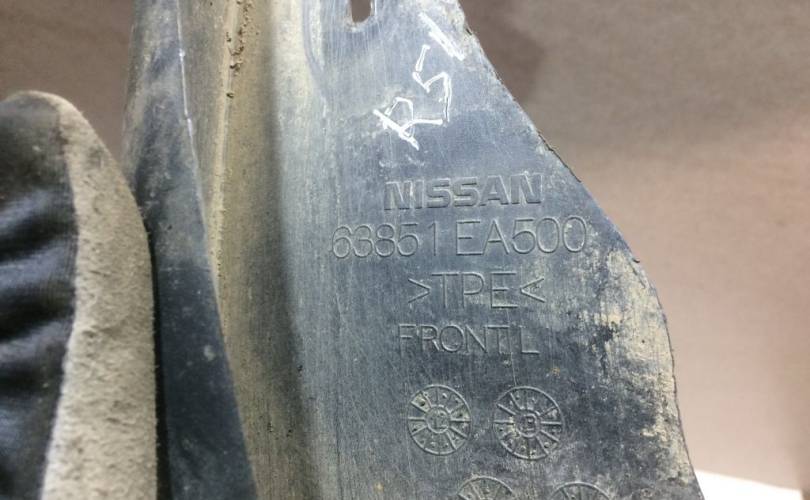 R51
NISSAN
63851 EA500
>TPE<
FRONT L